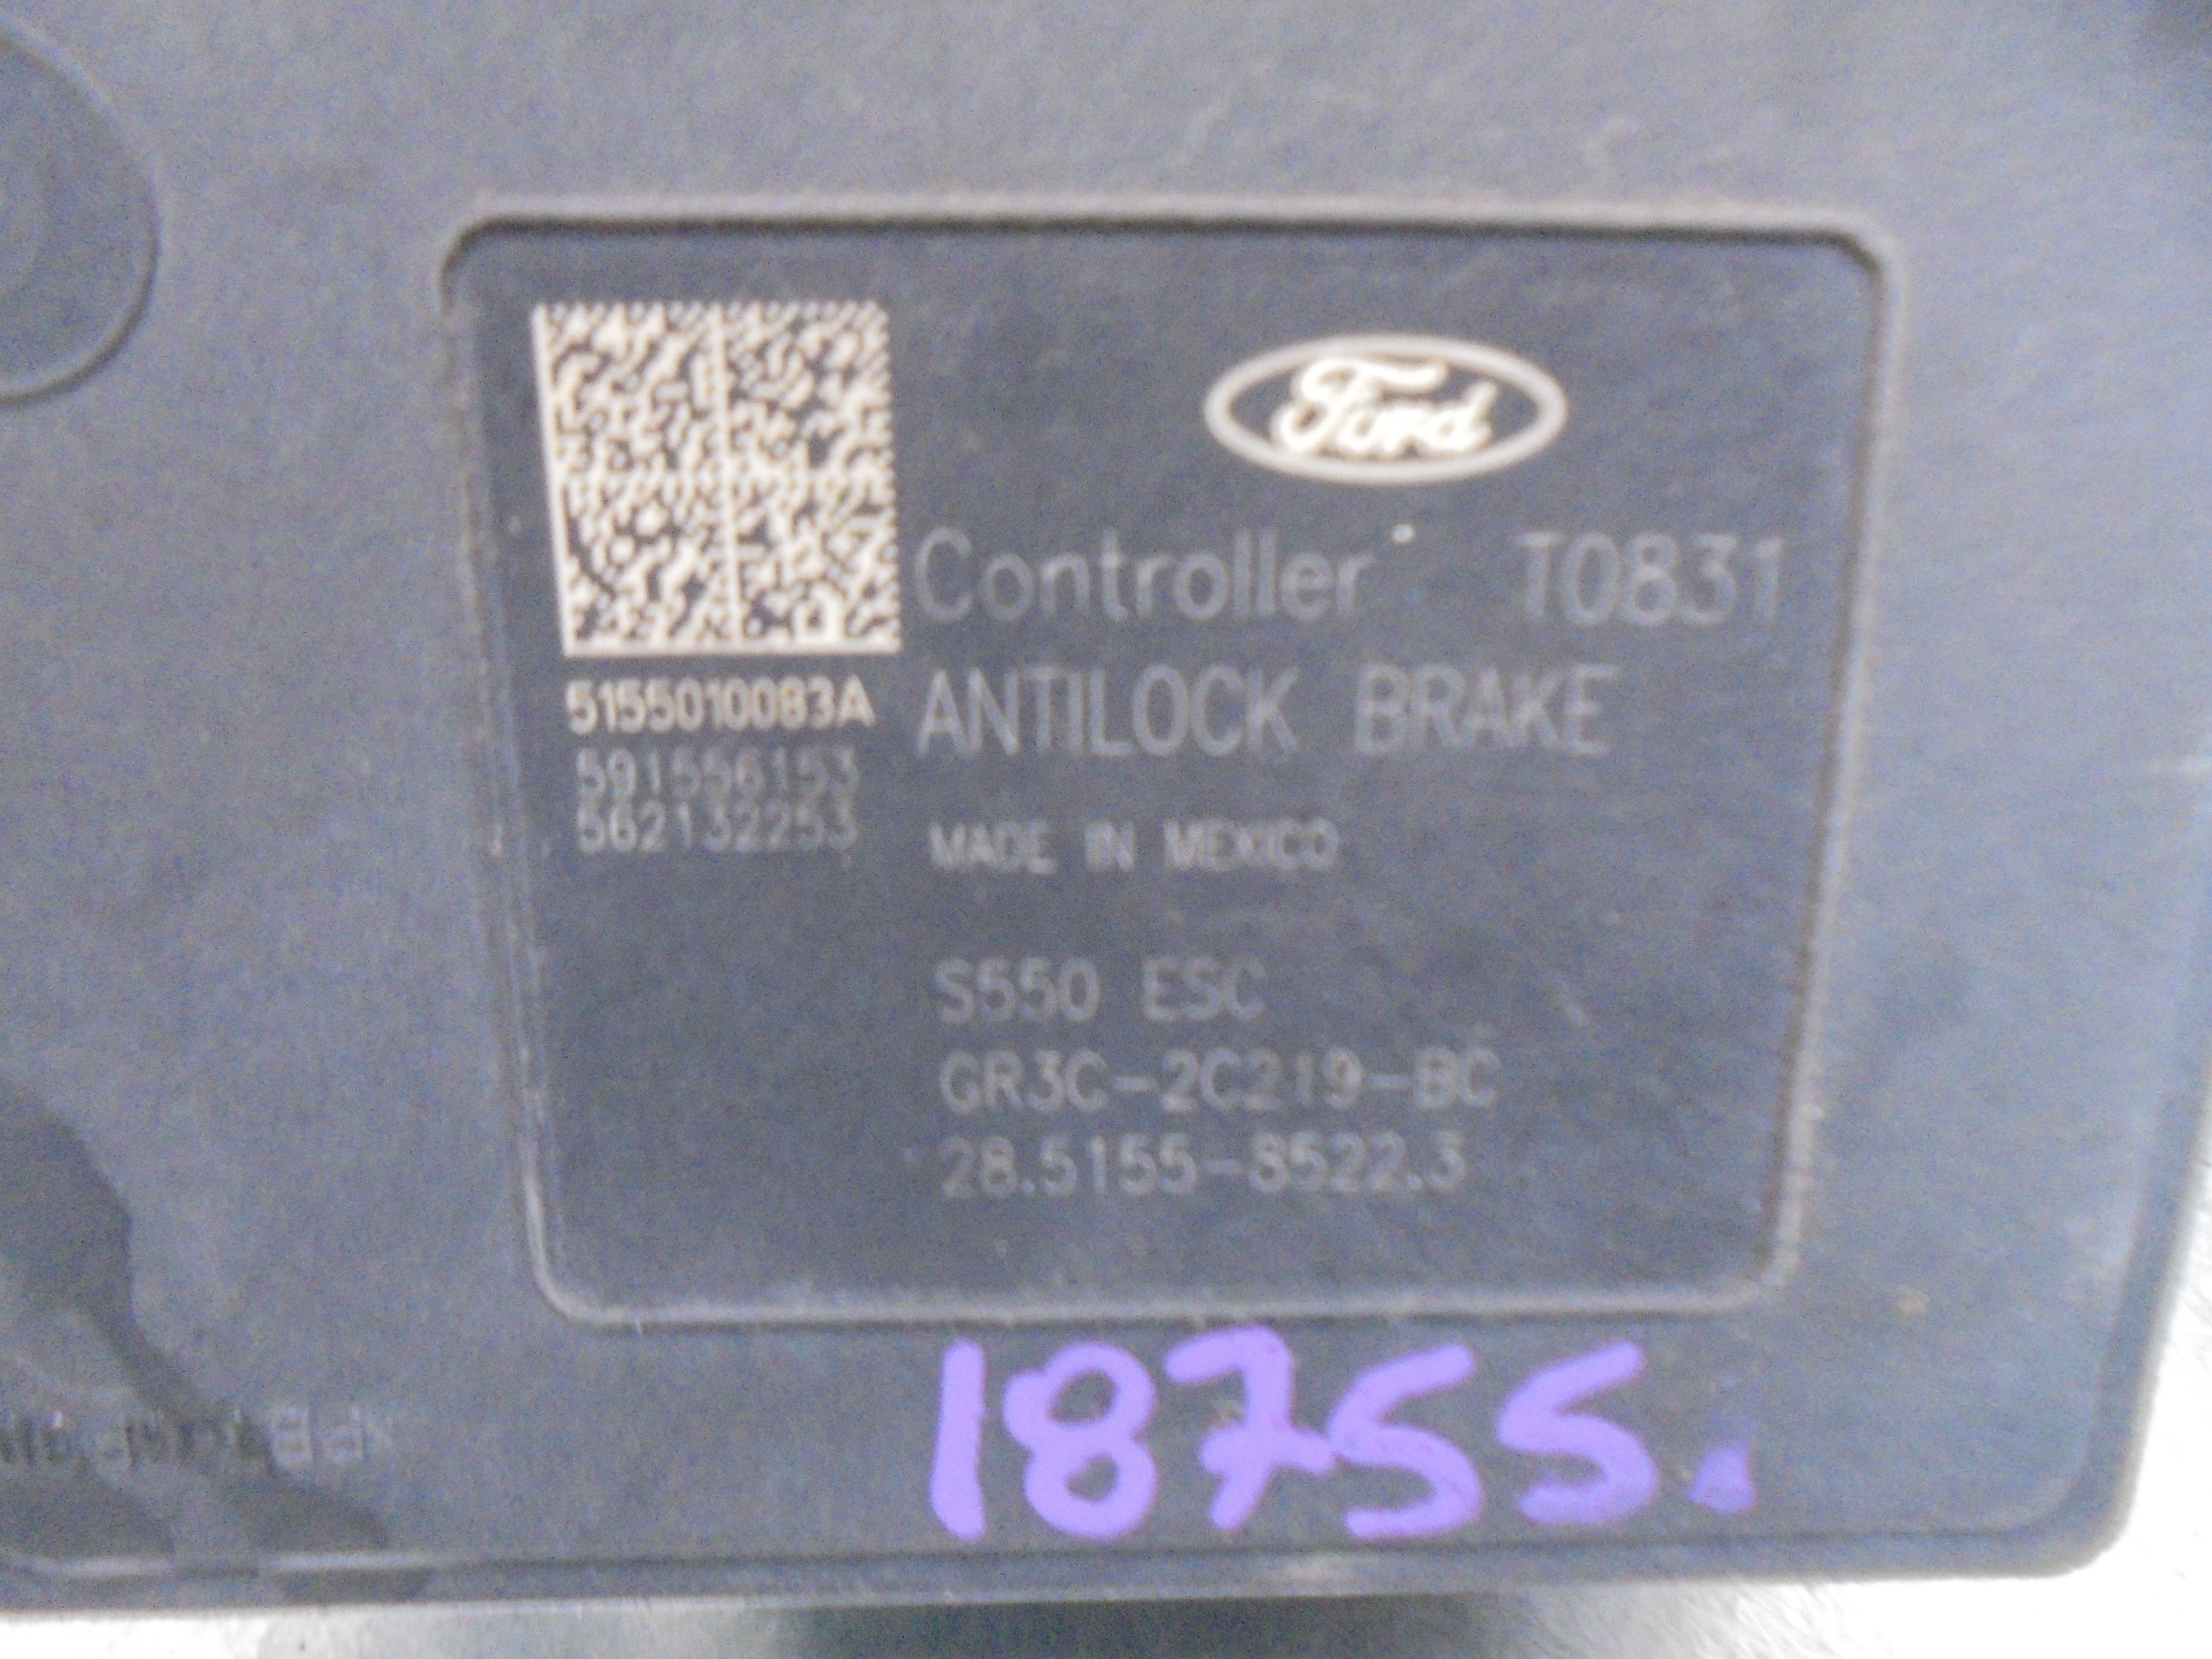 Ford
Controller T0831
ANTILOCK BRAKE
5155010083A
591556153
562132253
MADE IN MEXICO
S550 ESC
GR3C-2C219-BC
28.5155-8522.3
18755.